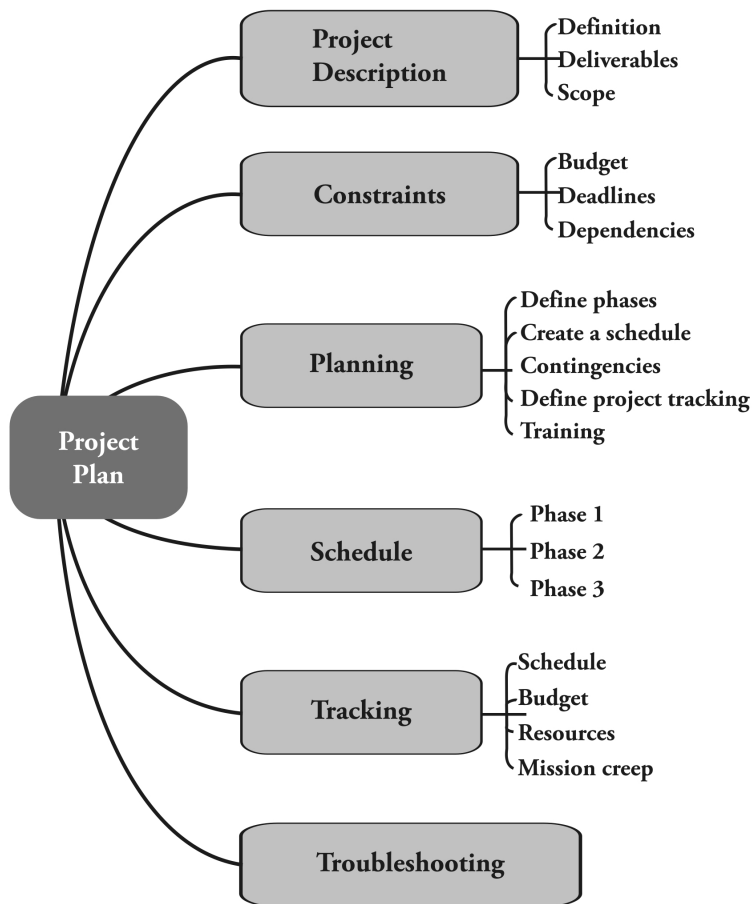 Project
Description
Definition
Deliverables
Scope
Constraints
Budget
Deadlines
Dependencies
Planning
Define phases
Create a schedule
Contingencies
Define project tracking
Training
Project
Plan
Schedule
Phase 1
Phase 2
Phase 3
Tracking
Schedule
Budget
Resources
Mission creep
Troubleshooting